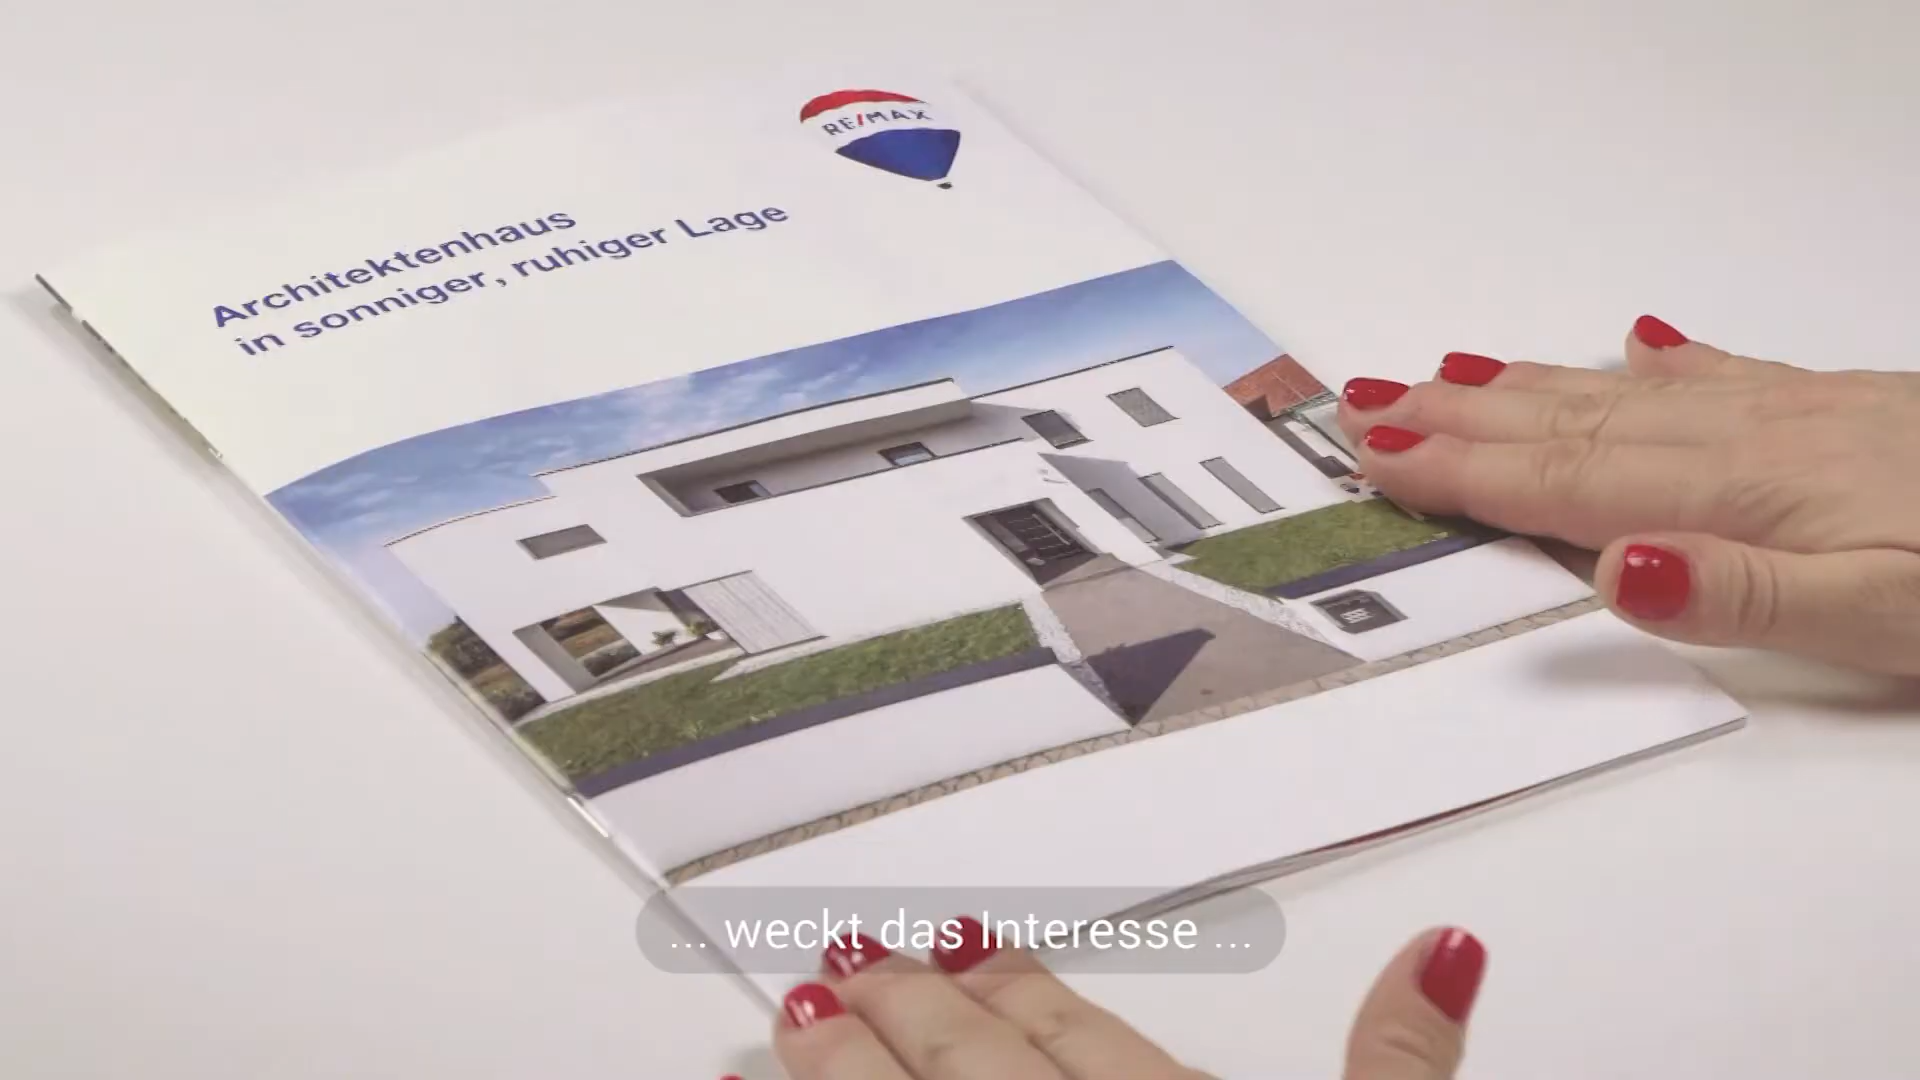 RE/MAX
Architektenhaus
in sonniger, ruhiger Lage
... weckt das Interesse ...